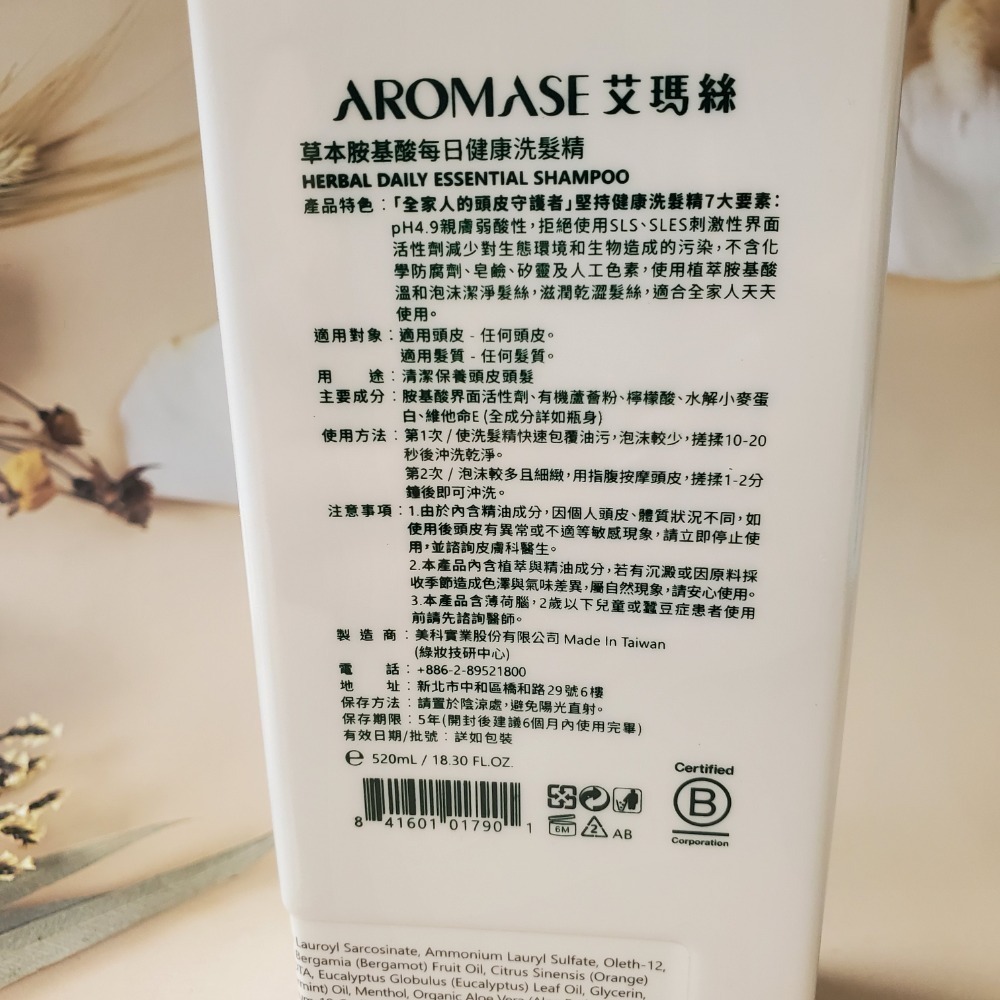 AROMASE 艾瑪絲
草本胺基酸每日健康洗髮精
HERBAL DAILY ESSENTIAL SHAMPOO
產品特色：「全家人的頭皮守護者」堅持健康洗髮精7大要素：
pH4.9親膚弱酸性，拒絕使用SLS、SLES刺激性界面
活性劑減少對生態環境和生物造成的污染，不含化
學防腐劑、皂鹼、矽靈及人工色素，使用植萃胺基酸
溫和泡沫潔淨髮絲，滋潤乾澀髮絲，適合全家人天天
使用。
適用對象：適用頭皮 - 任何頭皮。
適用髮質 - 任何髮質。
用 途：清潔保養頭皮頭髮
主要成分：胺基酸界面活性劑、有機蘆薈粉、檸檬酸、水解小麥蛋
白、維他命E (全成分詳如瓶身)
使用方法：第1次 / 使洗髮精快速包覆油污，泡沫較少，搓揉10-20
秒後沖洗乾淨。
第2次 / 泡沫較多且細緻，用指腹按摩頭皮，搓揉1-2分
鐘後即可沖洗。
注意事項：1.由於內含精油成分，因個人頭皮、體質狀況不同，如
使用後頭皮有異常或不適等敏感現象，請立即停止使
用，並諮詢皮膚科醫生。
2.本產品內含植萃與精油成分，若有沉澱或因原料採
收季節造成色澤與氣味差異，屬自然現象，請安心使用。
3.本產品含薄荷腦，2歲以下兒童或蠶豆症患者使用
前請先諮詢醫師。
製 造 商：美科實業股份有限公司 Made In Taiwan
(綠妝技研中心)
電 話：+886-2-89521800
地 址：新北市中和區橋和路29號6樓
保存方法：請置於陰涼處，避免陽光直射。
保存期限：5年(開封後建議6個月內使用完畢)
有效日期/批號：詳如包裝
℮ 520mL / 18.30 FL.OZ.
8 41601 01790 1
6M 2 AB
Certified
B
Corporation
Lauroyl Sarcosinate, Ammonium Lauryl Sulfate, Oleth-12,
Bergamia (Bergamot) Fruit Oil, Citrus Sinensis (Orange)
Eucalyptus Globulus (Eucalyptus) Leaf Oil, Glycerin,
Oil, Menthol, Organic Aloe Vera